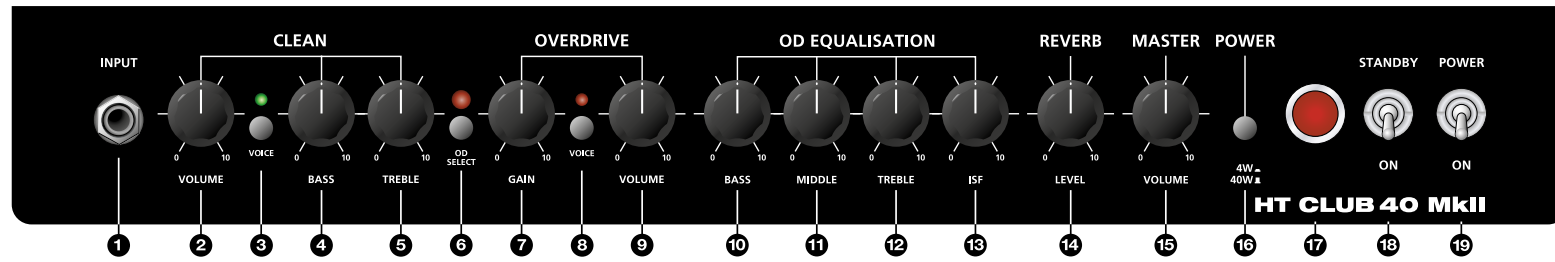 CLEAN OVERDRIVE OD EQUALISATION REVERB MASTER POWER
INPUT STANDBY POWER
0 10 VOICE 0 10 0 10 OD SELECT 0 10 VOICE 0 10 0 10 0 10 0 10 0 10 0 10 0 10
VOLUME BASS TREBLE GAIN VOLUME BASS MIDDLE TREBLE ISF LEVEL VOLUME
4W
40W
ON ON
HT CLUB 40 MkII
1 2 3 4 5 6 7 8 9 10 11 12 13 14 15 16 17 18 19